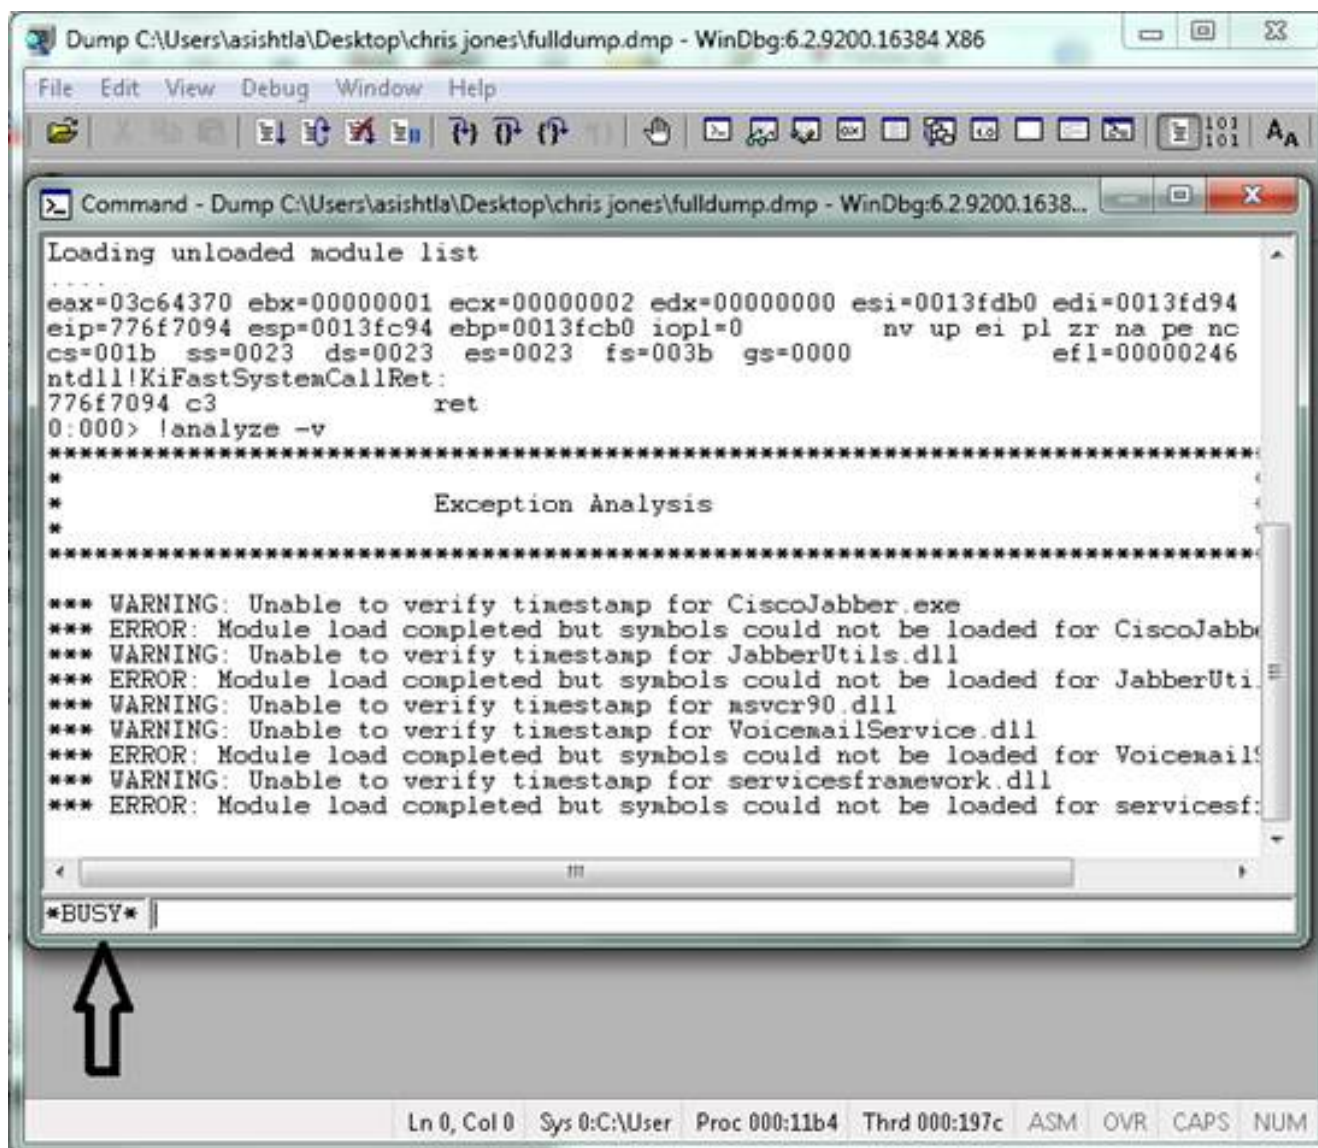 Dump C:\Users\asishtla\Desktop\chris jones\fulldump.dmp - WinDbg:6.2.9200.16384 X86
File Edit View Debug Window Help
Command - Dump C:\Users\asishtla\Desktop\chris jones\fulldump.dmp - WinDbg:6.2.9200.1638...
Loading unloaded module list
....
eax=03c64370 ebx=00000001 ecx=00000002 edx=00000000 esi=0013fdb0 edi=0013fd94
eip=776f7094 esp=0013fc94 ebp=0013fcb0 iopl=0 nv up ei pl zr na pe nc
cs=001b ss=0023 ds=0023 es=0023 fs=003b gs=0000 efl=00000246
ntdll!KiFastSystemCallRet:
776f7094 c3 ret
0:000> !analyze -v
*******************************************************************************
*
* Exception Analysis
*
*******************************************************************************
*** WARNING: Unable to verify timestamp for CiscoJabber.exe
*** ERROR: Module load completed but symbols could not be loaded for CiscoJabb
*** WARNING: Unable to verify timestamp for JabberUtils.dll
*** ERROR: Module load completed but symbols could not be loaded for JabberUti
*** WARNING: Unable to verify timestamp for msvcr90.dll
*** WARNING: Unable to verify timestamp for VoicemailService.dll
*** ERROR: Module load completed but symbols could not be loaded for Voicemail
*** WARNING: Unable to verify timestamp for servicesframework.dll
*** ERROR: Module load completed but symbols could not be loaded for servicesf
*BUSY*
Ln 0, Col 0 Sys 0:C:\User Proc 000:11b4 Thrd 000:197c ASM OVR CAPS NUM